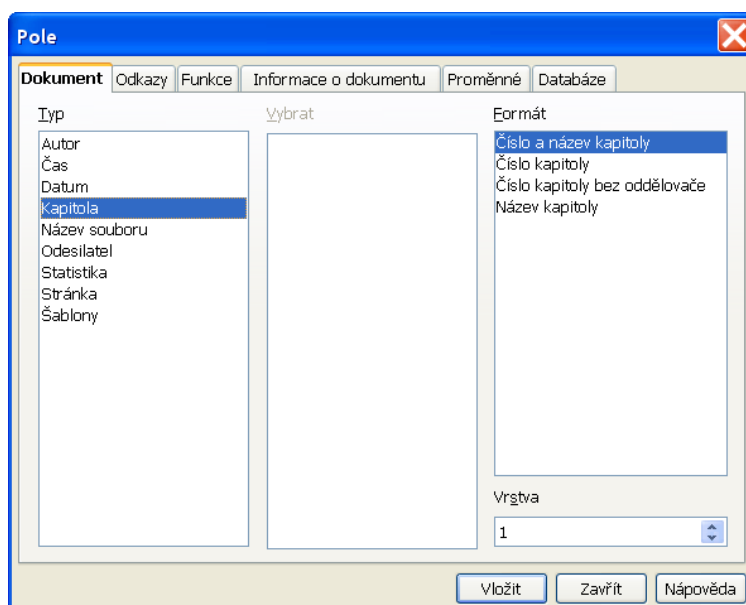 Pole
Dokument Odkazy Funkce Informace o dokumentu Proměnné Databáze
Typ
Autor
Čas
Datum
Kapitola
Název souboru
Odesilatel
Statistika
Stránka
Šablony
Vybrat
Formát
Číslo a název kapitoly
Číslo kapitoly
Číslo kapitoly bez oddělovače
Název kapitoly
Vrstva
1
Vložit Zavřít Nápověda